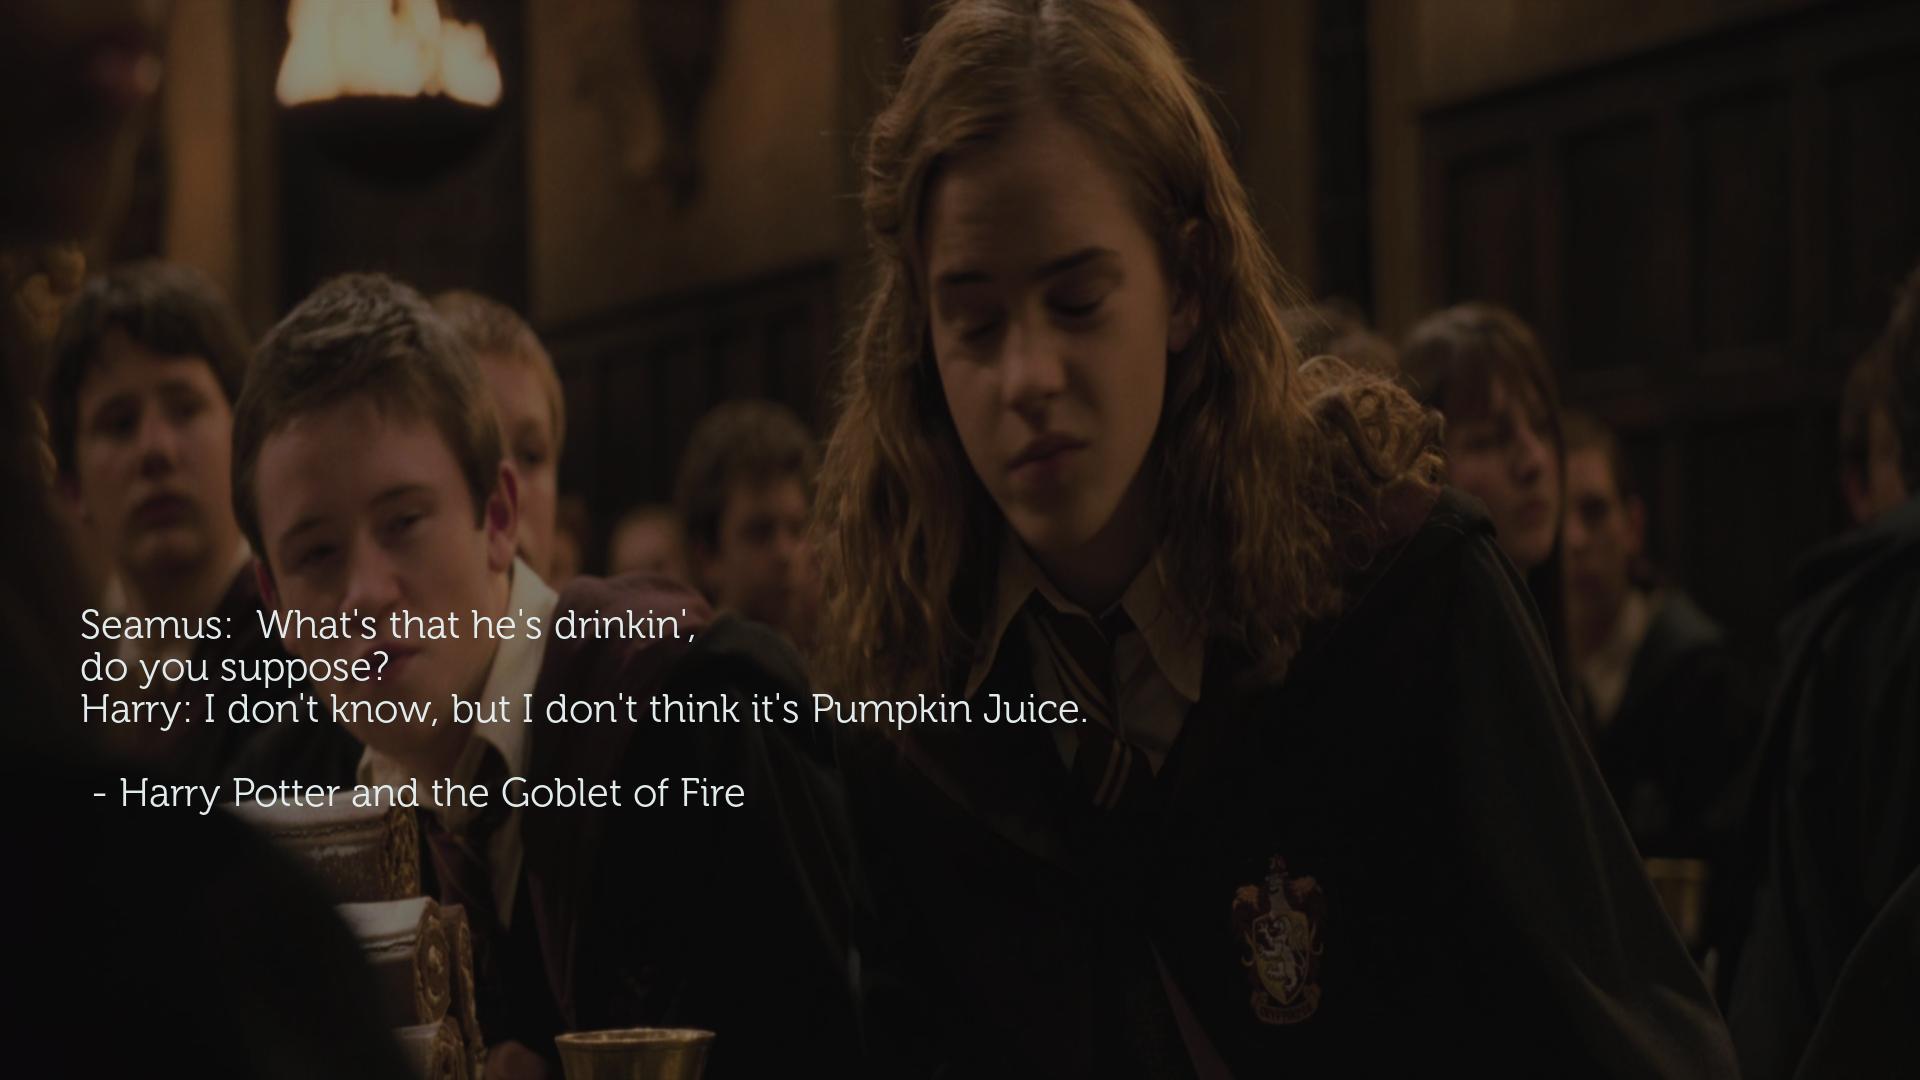 Seamus:  What's that he's drinkin',
do you suppose?
Harry: I don't know, but I don't think it's Pumpkin Juice.
- Harry Potter and the Goblet of Fire